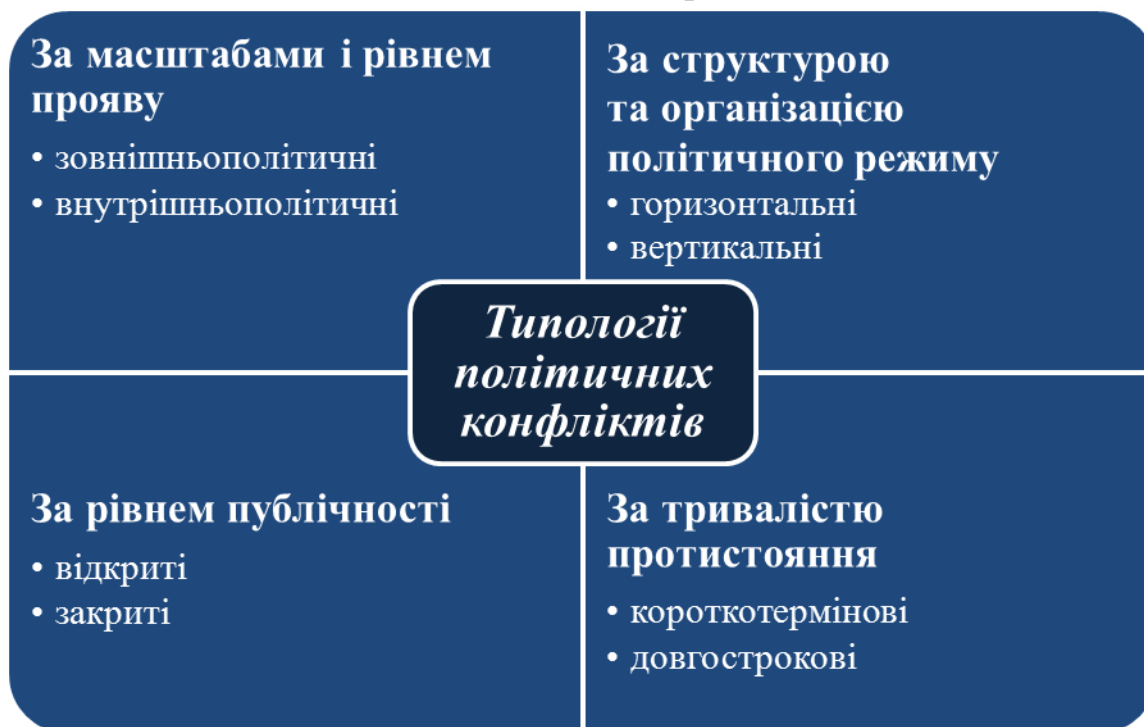 За масштабами і рівнем
прояву
• зовнішньополітичні
• внутрішньополітичні
За структурою
та організацією
політичного режиму
• горизонтальні
• вертикальні
Типології
політичних
конфліктів
За рівнем публічності
• відкриті
• закриті
За тривалістю
протистояння
• короткотермінові
• довгострокові